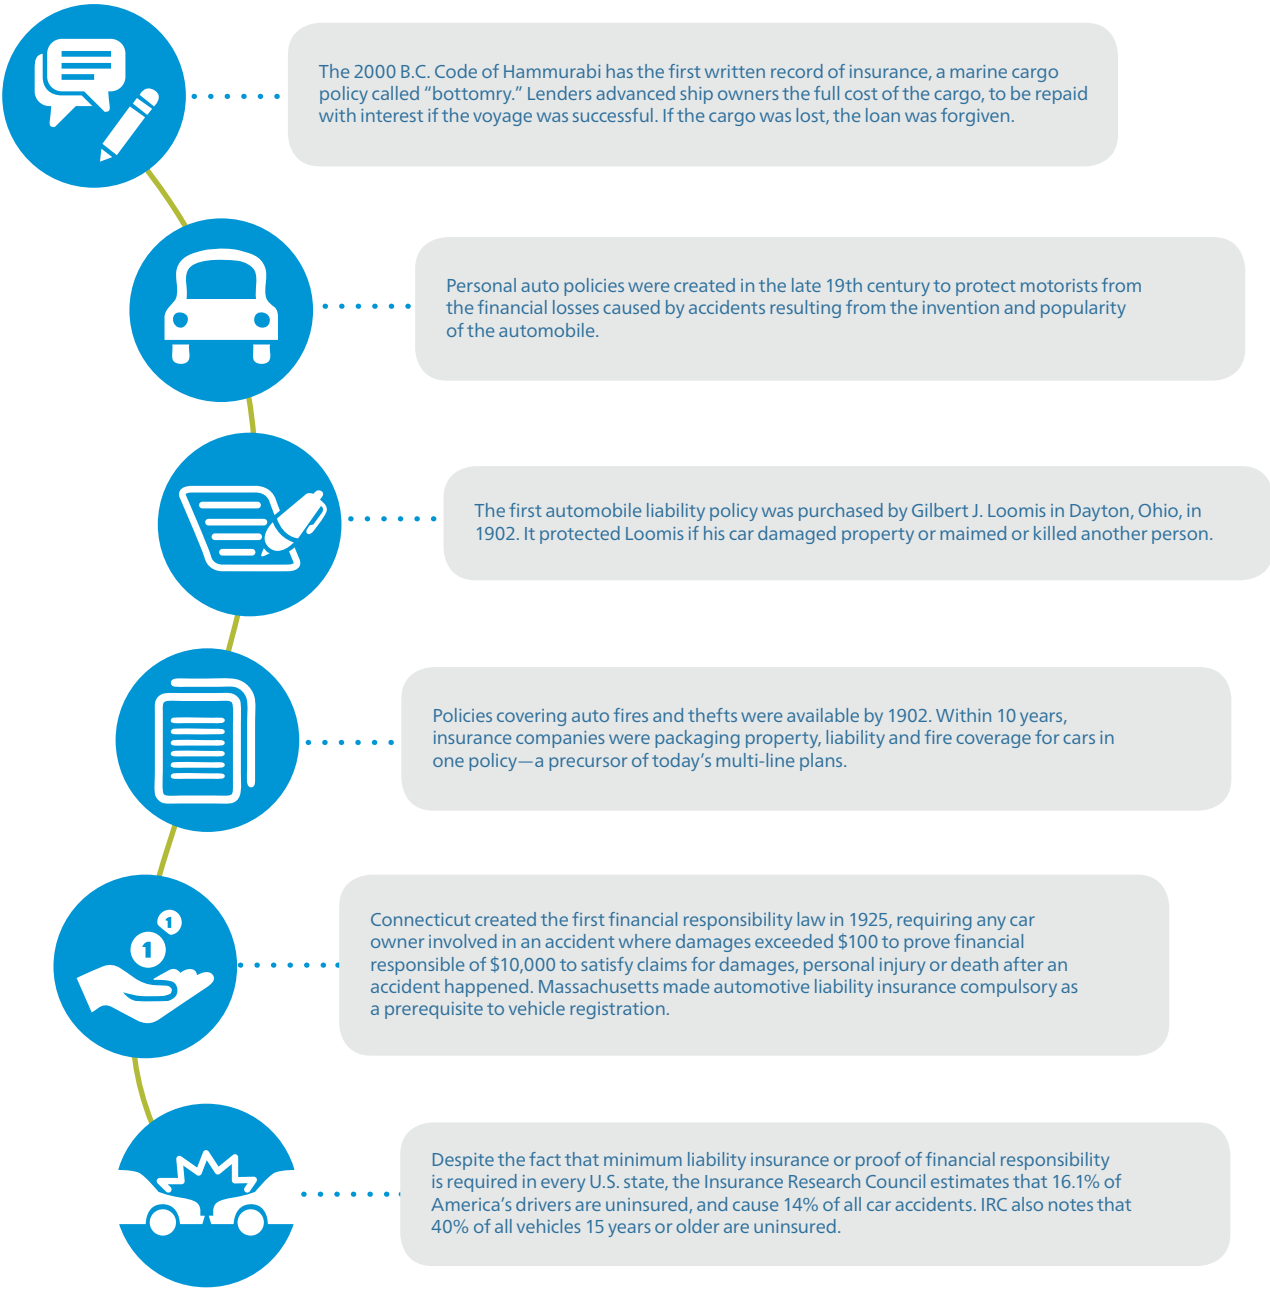 The 2000 B.C. Code of Hammurabi has the first written record of insurance, a marine cargo
policy called “bottomry.” Lenders advanced ship owners the full cost of the cargo, to be repaid
with interest if the voyage was successful. If the cargo was lost, the loan was forgiven.
Personal auto policies were created in the late 19th century to protect motorists from
the financial losses caused by accidents resulting from the invention and popularity
of the automobile.
The first automobile liability policy was purchased by Gilbert J. Loomis in Dayton, Ohio, in
1902. It protected Loomis if his car damaged property or maimed or killed another person.
Policies covering auto fires and thefts were available by 1902. Within 10 years,
insurance companies were packaging property, liability and fire coverage for cars in
one policy—a precursor of today’s multi-line plans.
1
1
Connecticut created the first financial responsibility law in 1925, requiring any car
owner involved in an accident where damages exceeded $100 to prove financial
responsible of $10,000 to satisfy claims for damages, personal injury or death after an
accident happened. Massachusetts made automotive liability insurance compulsory as
a prerequisite to vehicle registration.
Despite the fact that minimum liability insurance or proof of financial responsibility
is required in every U.S. state, the Insurance Research Council estimates that 16.1% of
America’s drivers are uninsured, and cause 14% of all car accidents. IRC also notes that
40% of all vehicles 15 years or older are uninsured.